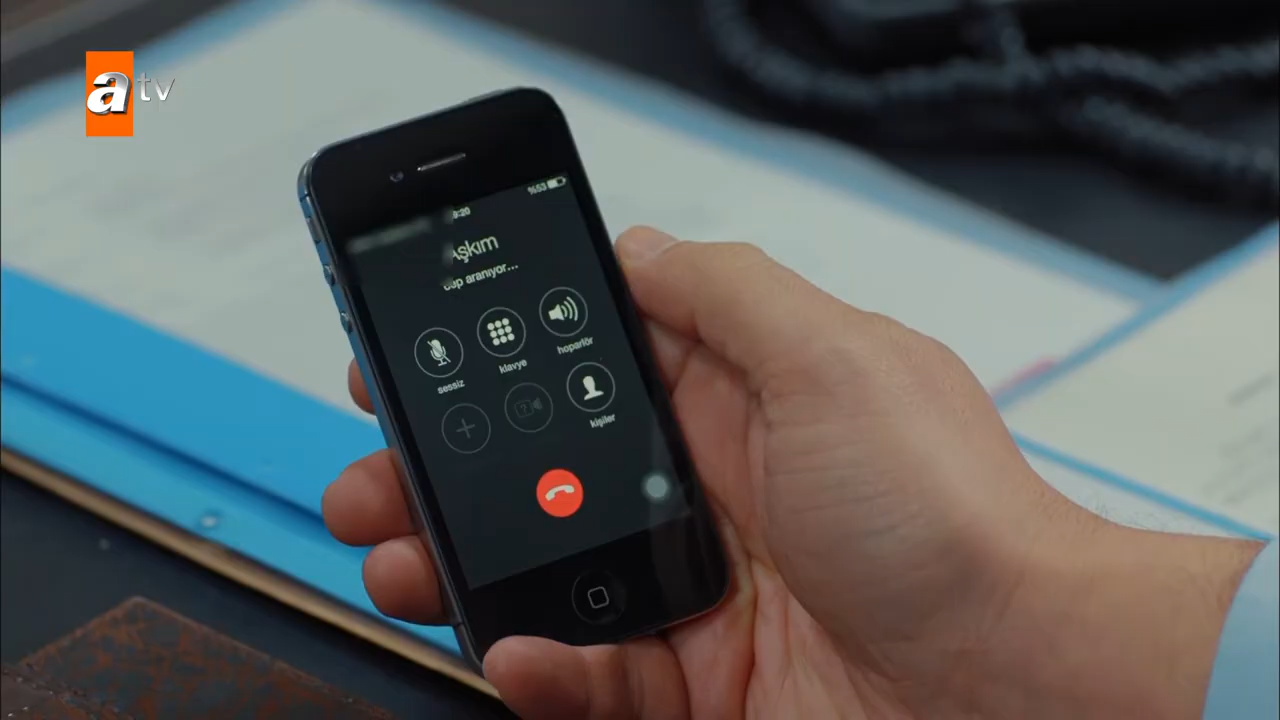 atv
%53
9:20
Aşkım
cep aranıyor...
sessiz
klavye
hoparlör
kişiler